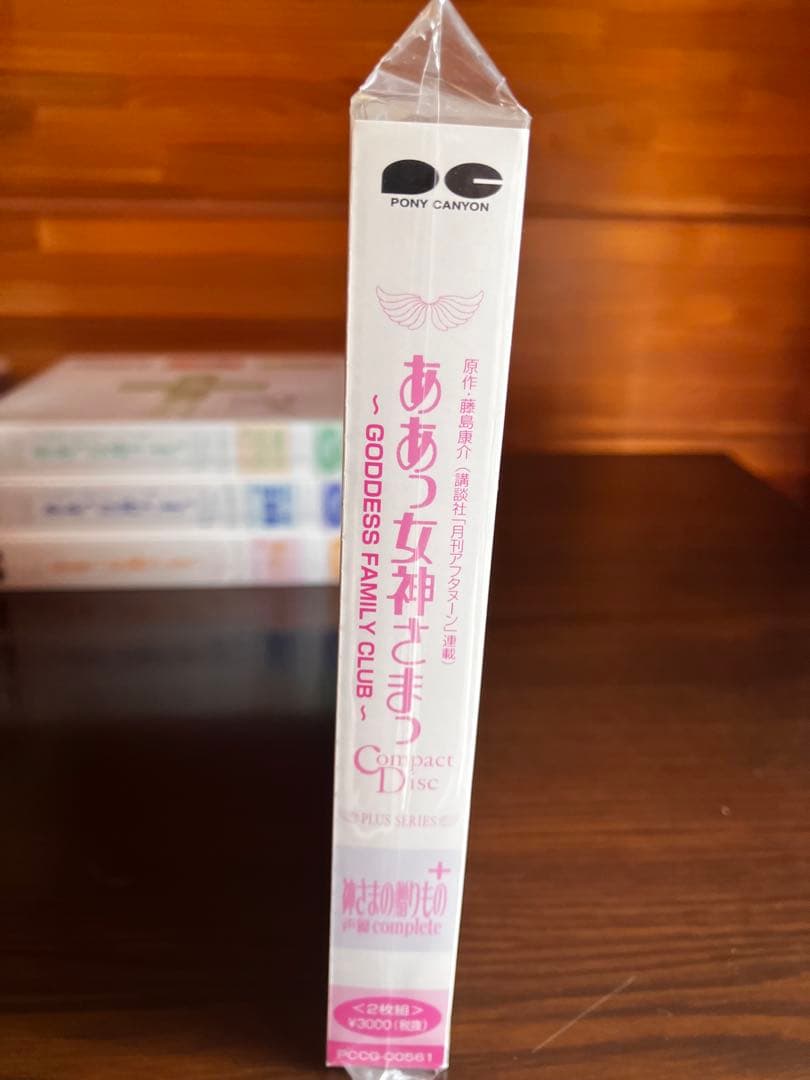 PONY CANYON
原作・藤島康介(講談社「月刊アフタヌーン」連載)
ああっ女神さまっ
～GODDESS FAMILY CLUB～
Compact
Disc
PLUS SERIES
+
神さまの贈りもの
声編complete
<2枚組>
¥3000(税抜)
PCCG-00561